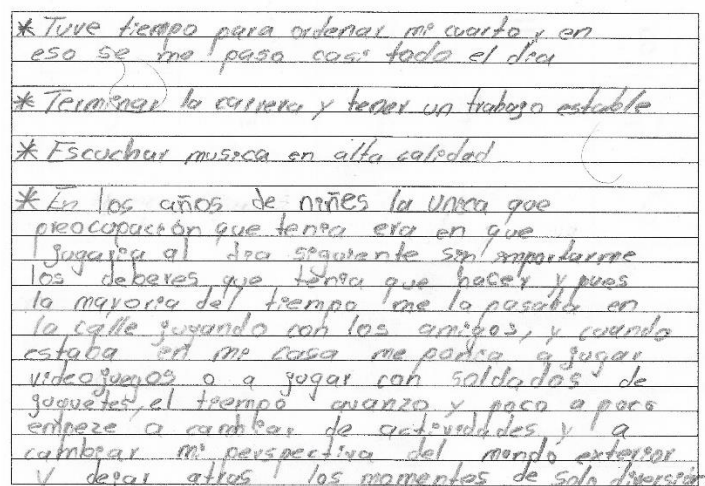 * Tuve tiempo para ordenar mi cuarto y en
eso se me paso casi todo el dia
* Terminar la carrera y tener un trabajo estable
* Escuchar musica en alta calidad
* En los años de niñes la unica que
preocupación que tenia era en que
jugaria al dia siguiente sin importarme
los deberes que tenia que hacer y pues
la mayoria del tiempo me la pasaba en
la calle jugando con los amigos, y cuando
estaba en mi casa me ponia a jugar
videojuegos o a jugar con soldados de
juguetes, el tiempo avanzo y poco a poco
empeze a cambiar de actividades y a
cambiar mi perspectiva del mundo exterior
y dejar atras los momentos de solo diversión